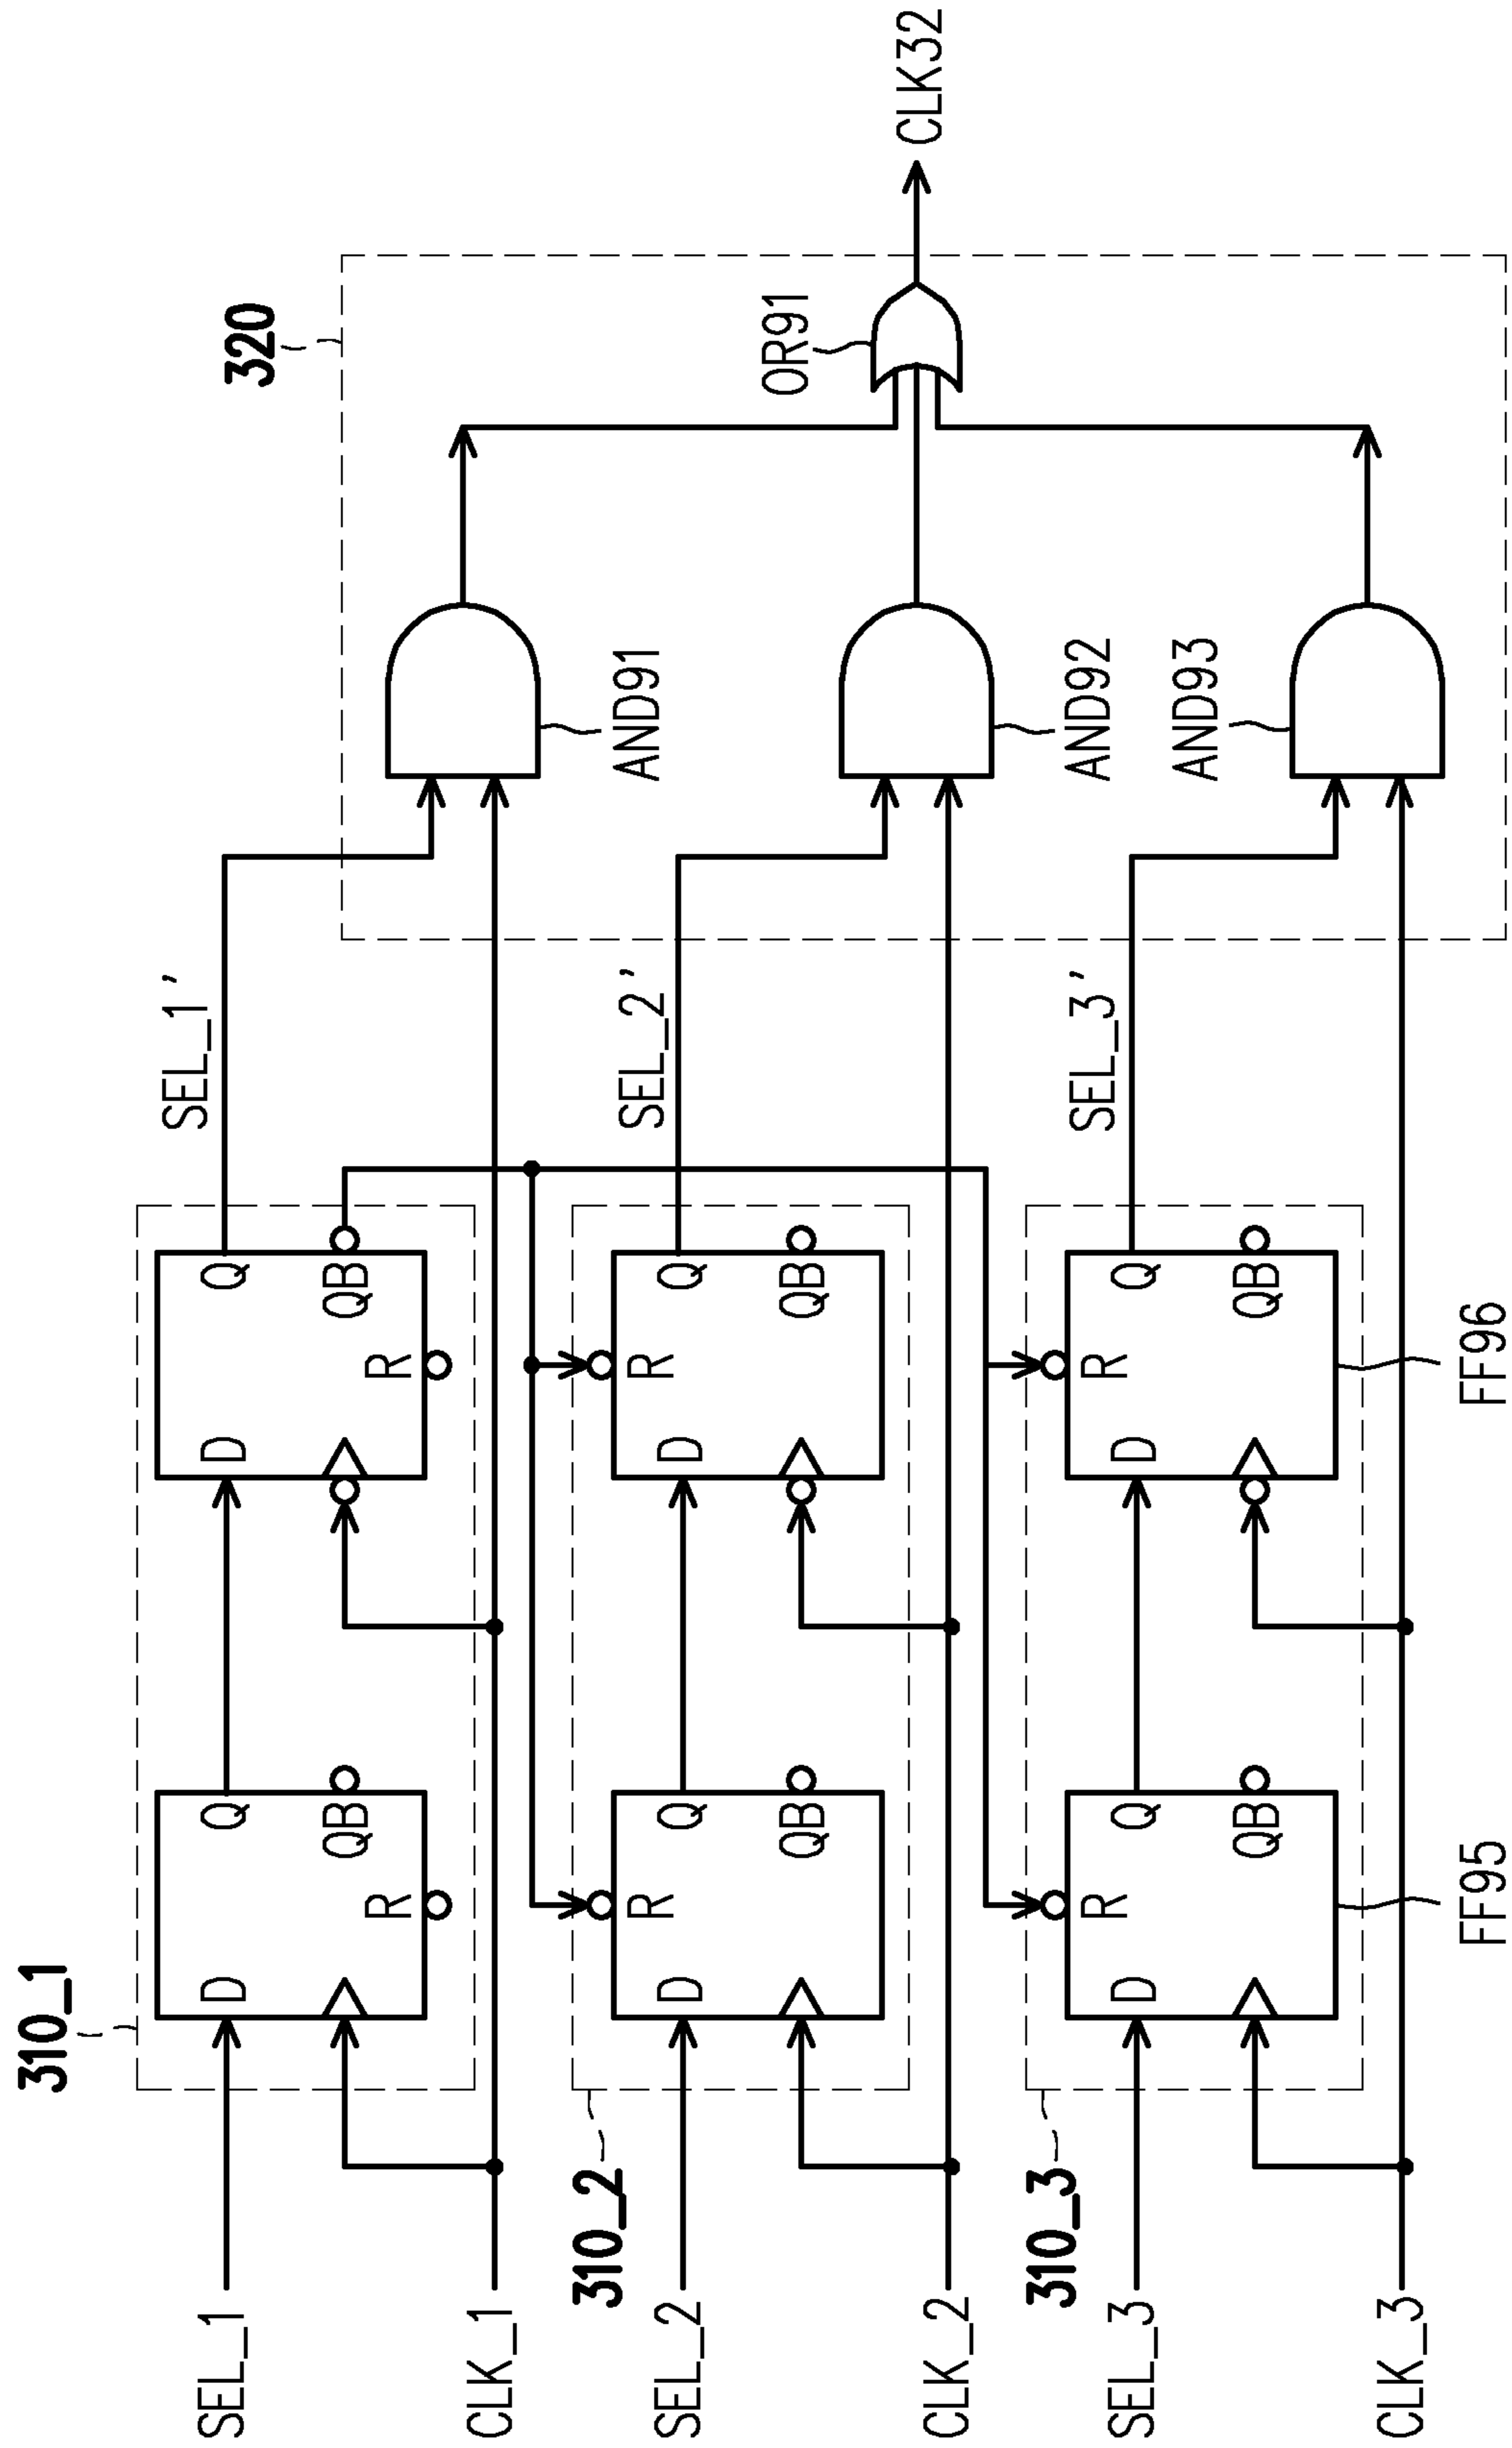 310_1
SEL_1
D
Q
R
QB
D
Q
R
QB
SEL_1'
CLK_1
320
AND91
310_2
SEL_2
D
R
Q
QB
D
R
Q
QB
SEL_2'
CLK_2
AND92
OR91
CLK32
310_3
SEL_3
D
R
Q
QB
D
R
Q
QB
SEL_3'
CLK_3
AND93
FF95
FF96